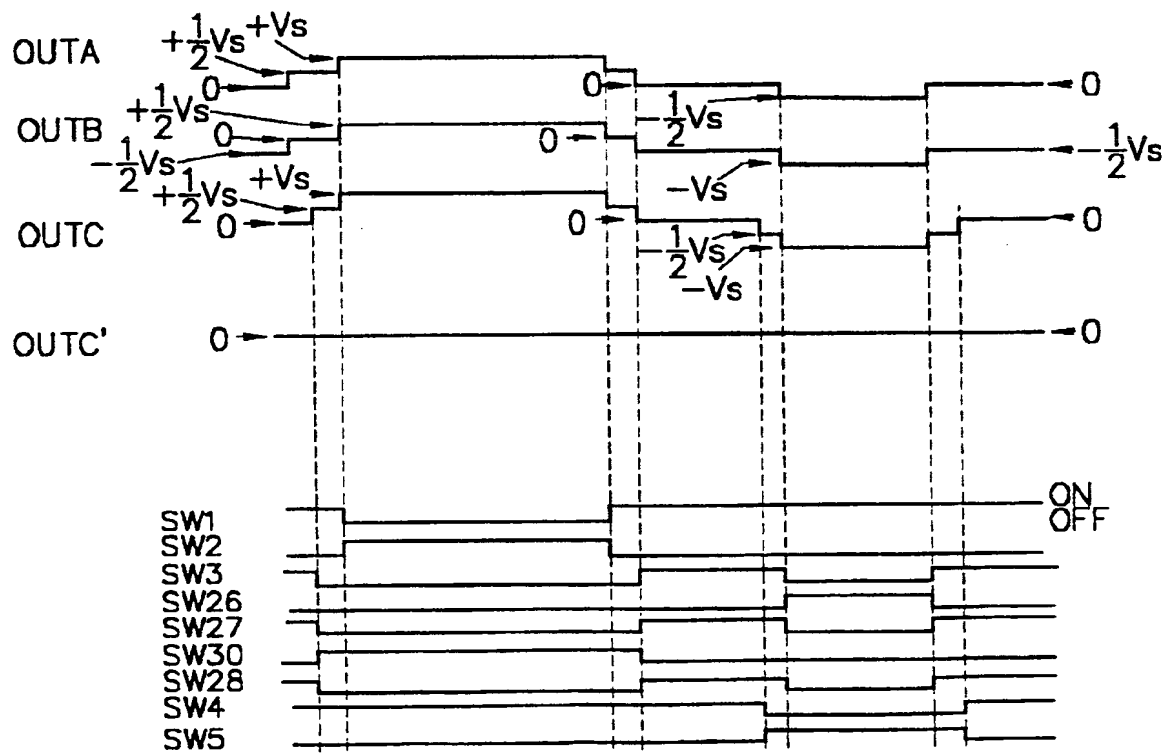 OUTA
+1/2Vs
+Vs
0
0
-1/2Vs
0
OUTB
+1/2Vs
0
-1/2Vs
0
-Vs
-1/2Vs
OUTC
+1/2Vs
+Vs
0
0
-1/2Vs
-Vs
0
OUTC'
0
0
ON
OFF
SW1
SW2
SW3
SW26
SW27
SW30
SW28
SW4
SW5